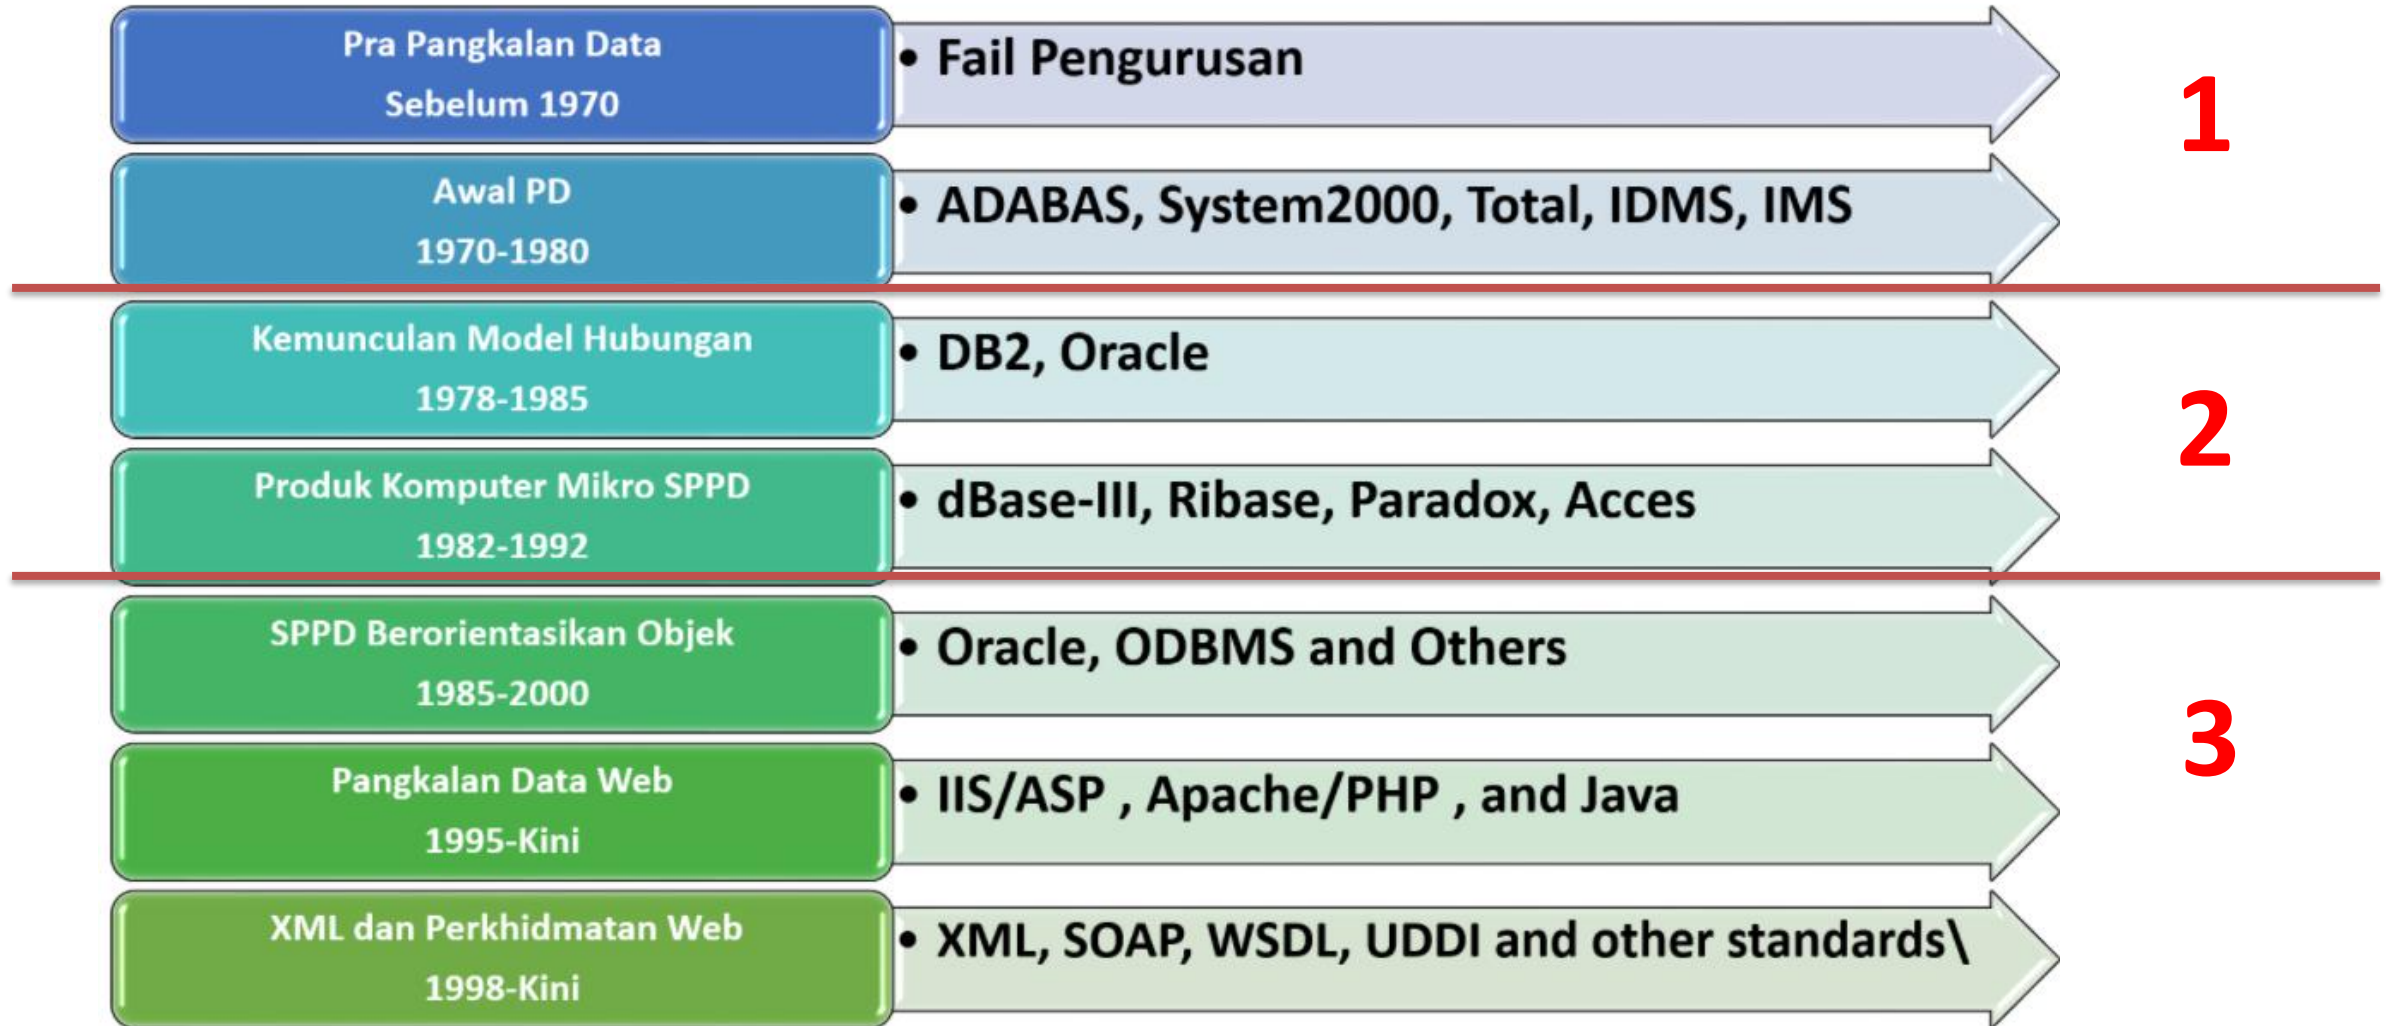 Pra Pangkalan Data
Sebelum 1970
• Fail Pengurusan
1
Awal PD
1970-1980
• ADABAS, System2000, Total, IDMS, IMS
Kemunculan Model Hubungan
1978-1985
• DB2, Oracle
2
Produk Komputer Mikro SPPD
1982-1992
• dBase-III, Ribase, Paradox, Acces
SPPD Berorientasikan Objek
1985-2000
• Oracle, ODBMS and Others
3
Pangkalan Data Web
1995-Kini
• IIS/ASP , Apache/PHP , and Java
XML dan Perkhidmatan Web
1998-Kini
• XML, SOAP, WSDL, UDDI and other standards\